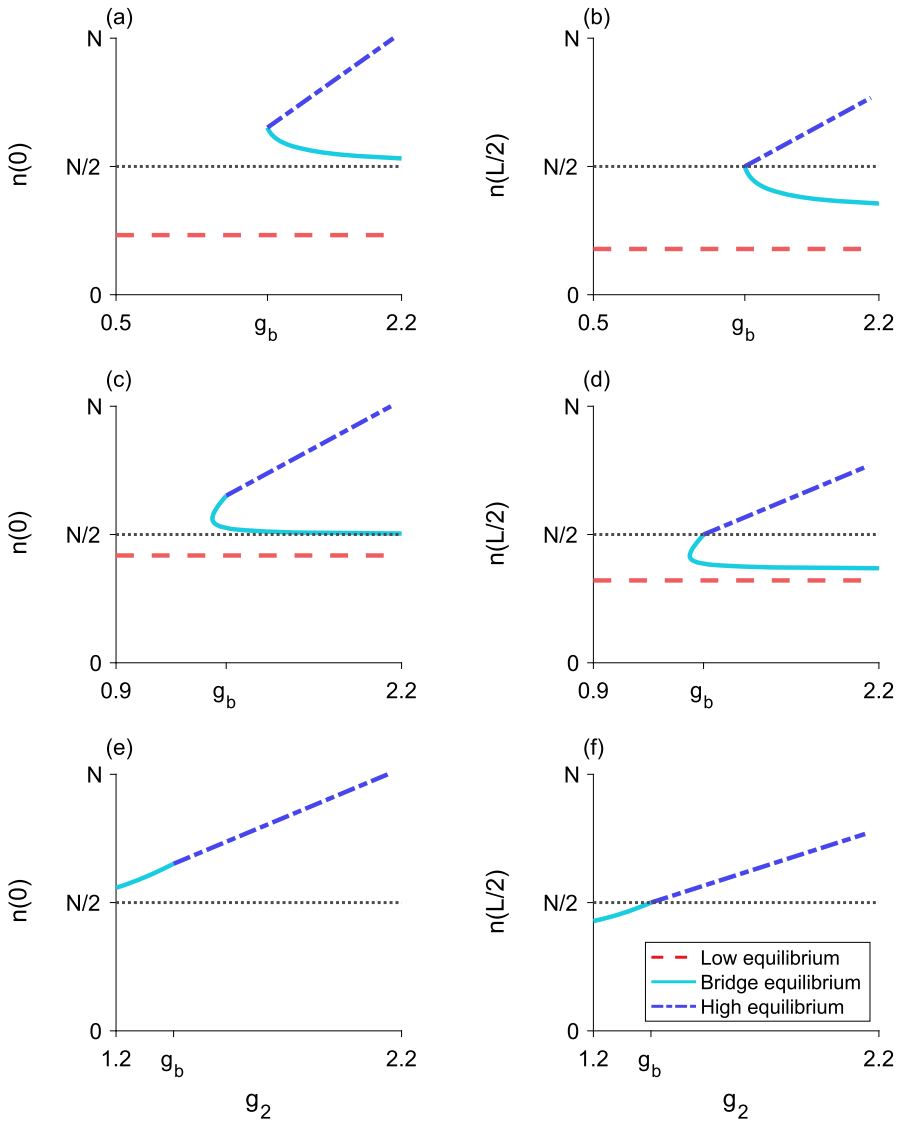 (a)
N
N/2
0
n(0)
0.5
g_b
2.2
(b)
N
N/2
0
n(L/2)
0.5
g_b
2.2
(c)
N
N/2
0
n(0)
0.9
g_b
2.2
(d)
N
N/2
0
n(L/2)
0.9
g_b
2.2
(e)
N
N/2
0
n(0)
1.2
g_b
2.2
g_2
(f)
N
N/2
0
n(L/2)
Low equilibrium
Bridge equilibrium
High equilibrium
1.2
g_b
2.2
g_2